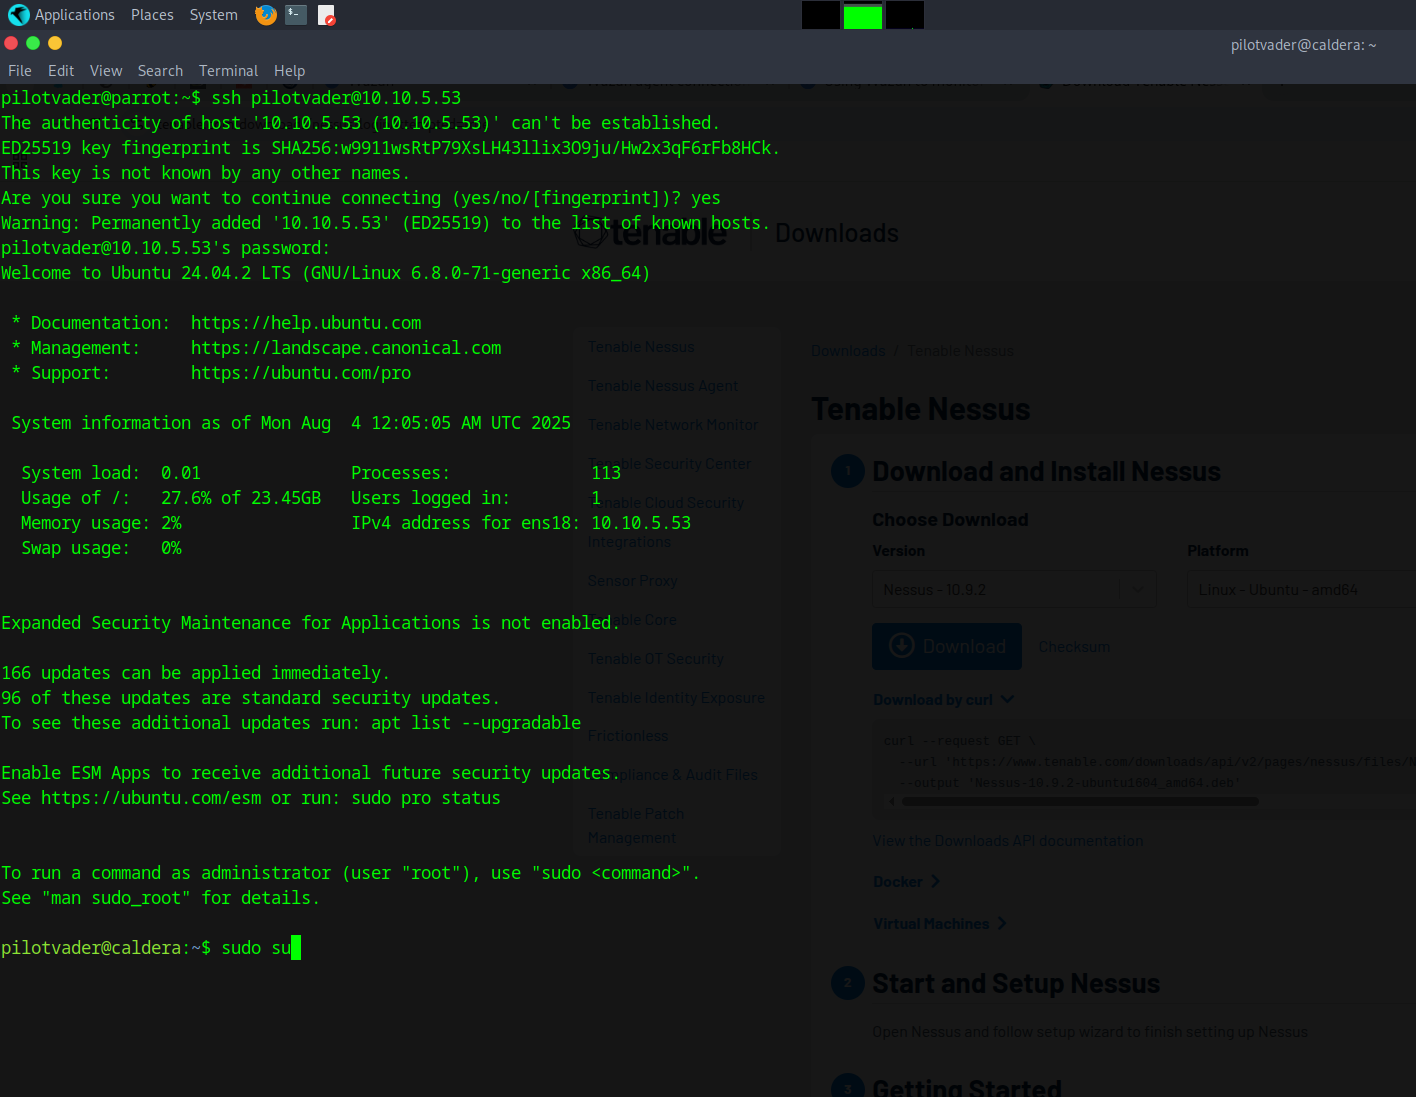 Applications Places System
pilotvader@caldera: ~
File Edit View Search Terminal Help
pilotvader@parrot:~$ ssh pilotvader@10.10.5.53
The authenticity of host '10.10.5.53 (10.10.5.53)' can't be established.
ED25519 key fingerprint is SHA256:w9911wsRtP79XsLH43llix3O9ju/Hw2x3qF6rFb8HCk.
This key is not known by any other names.
Are you sure you want to continue connecting (yes/no/[fingerprint])? yes
Warning: Permanently added '10.10.5.53' (ED25519) to the list of known hosts.
pilotvader@10.10.5.53's password:
Welcome to Ubuntu 24.04.2 LTS (GNU/Linux 6.8.0-71-generic x86_64)
* Documentation: https://help.ubuntu.com
* Management: https://landscape.canonical.com
* Support: https://ubuntu.com/pro
System information as of Mon Aug 4 12:05:05 AM UTC 2025
System load: 0.01 Processes: 113
Usage of /: 27.6% of 23.45GB Users logged in: 1
Memory usage: 2% IPv4 address for ens18: 10.10.5.53
Swap usage: 0%
Expanded Security Maintenance for Applications is not enabled.
166 updates can be applied immediately.
96 of these updates are standard security updates.
To see these additional updates run: apt list --upgradable
Enable ESM Apps to receive additional future security updates.
See https://ubuntu.com/esm or run: sudo pro status
To run a command as administrator (user "root"), use "sudo <command>".
See "man sudo_root" for details.
pilotvader@caldera:~$ sudo su
tenable
Downloads
Tenable Nessus
Tenable Nessus Agent
Tenable Network Monitor
Tenable Security Center
Tenable Cloud Security
Integrations
Sensor Proxy
Tenable Core
Tenable OT Security
Tenable Identity Exposure
Frictionless
Compliance & Audit Files
Tenable Patch
Management
Downloads / Tenable Nessus
Tenable Nessus
1 Download and Install Nessus
Choose Download
Version Platform
Nessus - 10.9.2 Linux - Ubuntu - amd64
Download Checksum
Download by curl
curl --request GET \
--url 'https://www.tenable.com/downloads/api/v2/pages/nessus/files/N
--output 'Nessus-10.9.2-ubuntu1604_amd64.deb'
View the Downloads API documentation
Docker
Virtual Machines
2 Start and Setup Nessus
Open Nessus and follow setup wizard to finish setting up Nessus
3 Getting Started